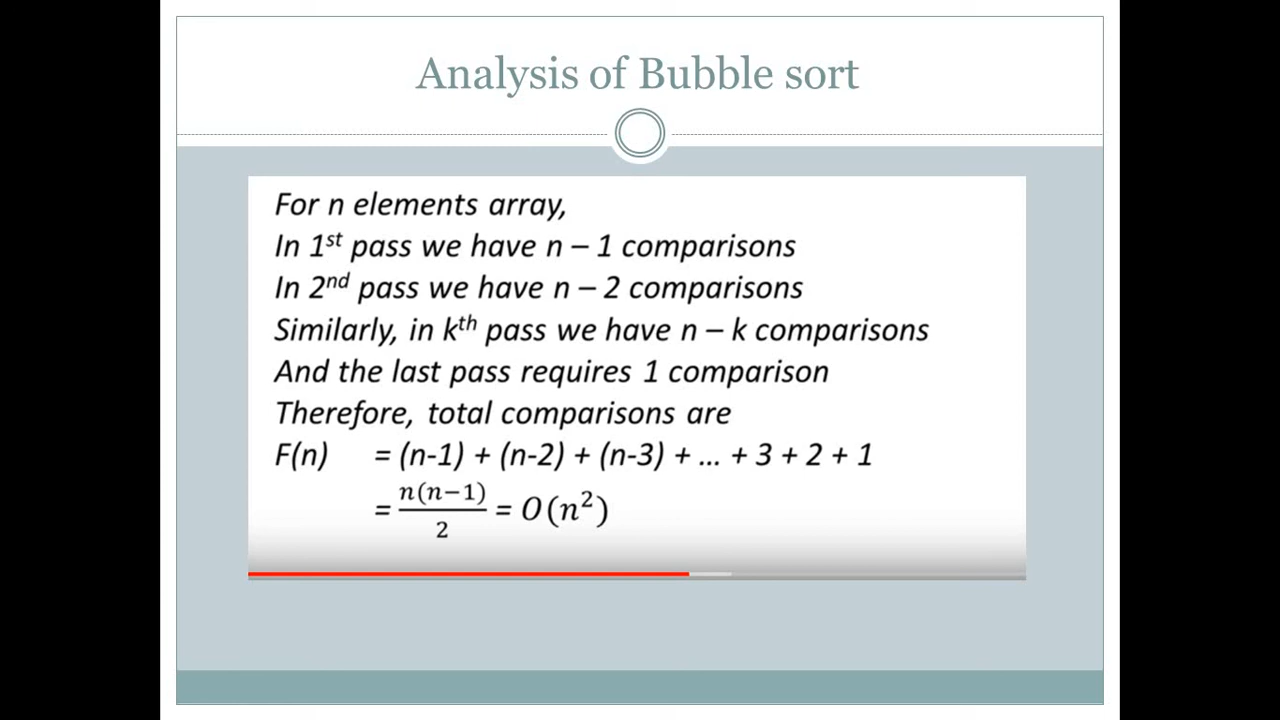 Analysis of Bubble sort
For n elements array,
In 1st pass we have n – 1 comparisons
In 2nd pass we have n – 2 comparisons
Similarly, in kth pass we have n – k comparisons
And the last pass requires 1 comparison
Therefore, total comparisons are
F(n) = (n-1) + (n-2) + (n-3) + ... + 3 + 2 + 1
= n(n−1)/2 = O(n²)